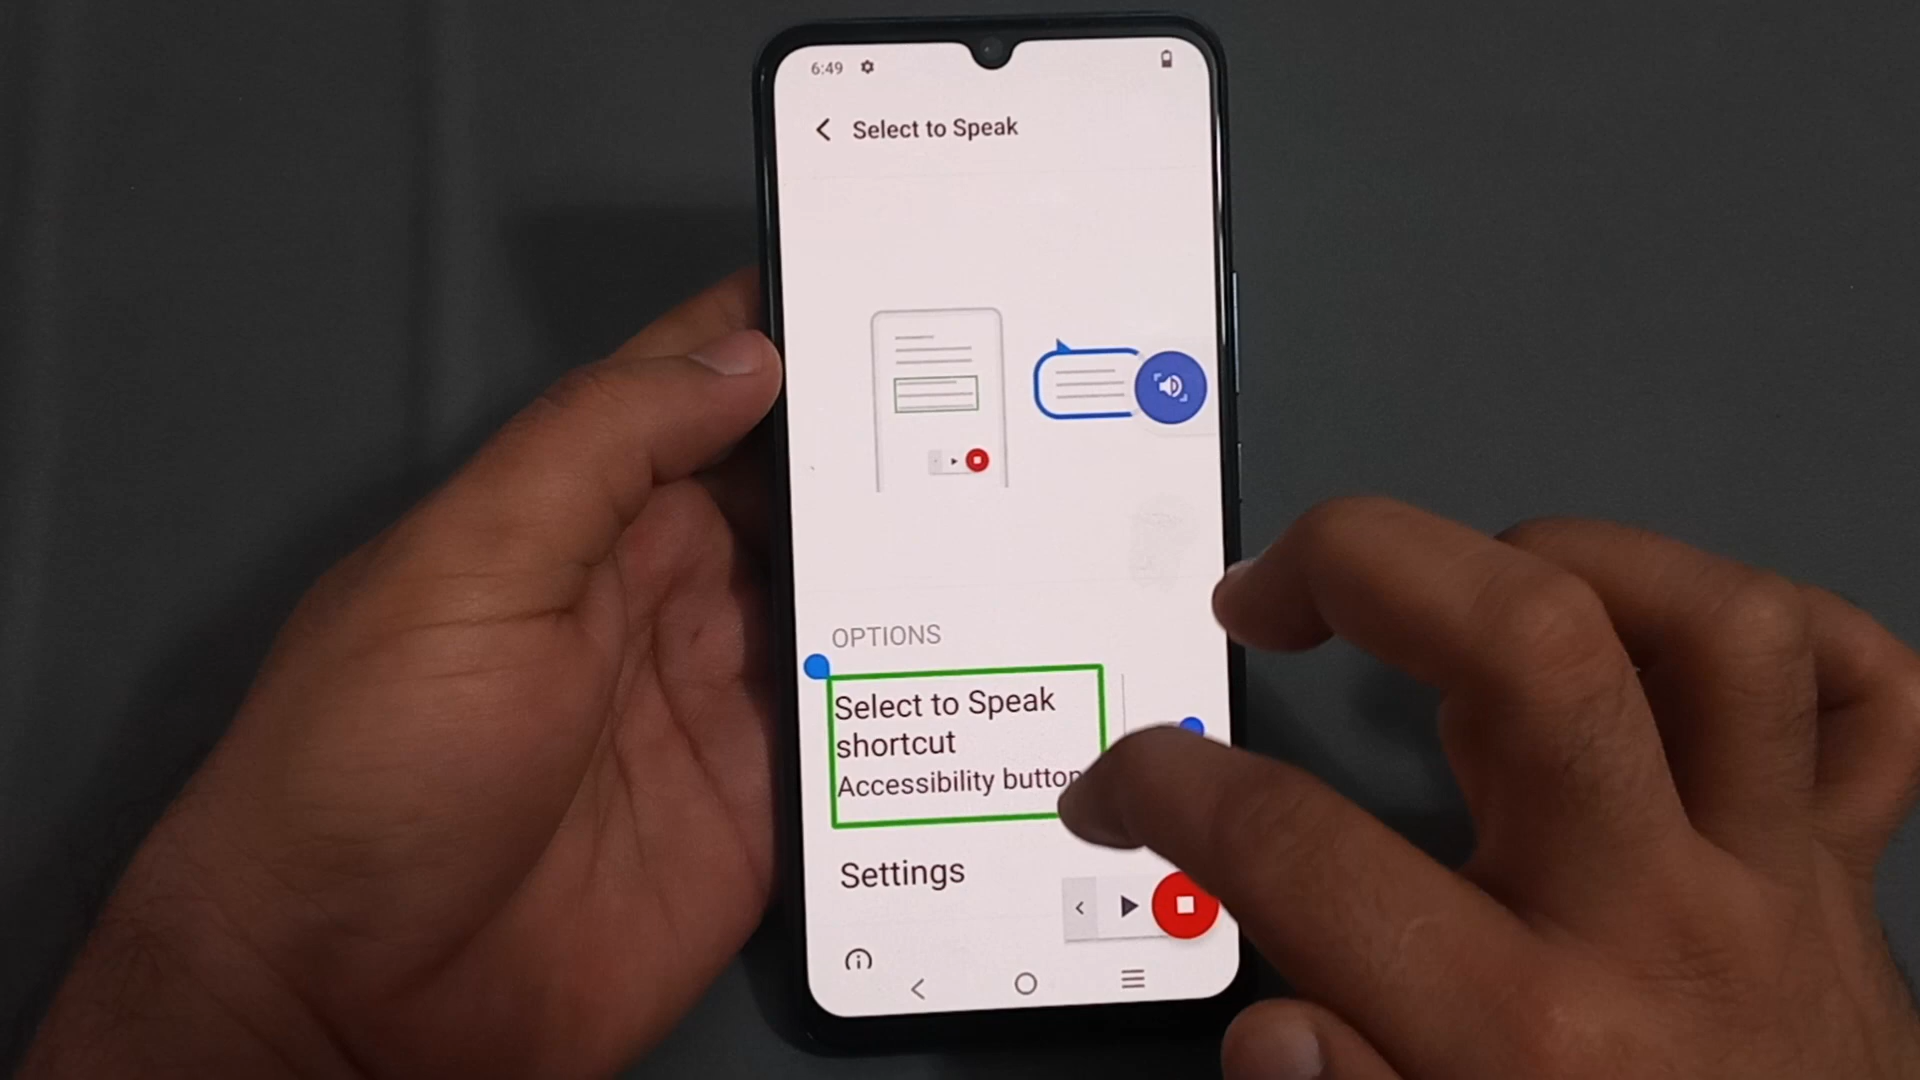 6:49
Select to Speak
OPTIONS
Select to Speak
shortcut
Accessibility button
Settings